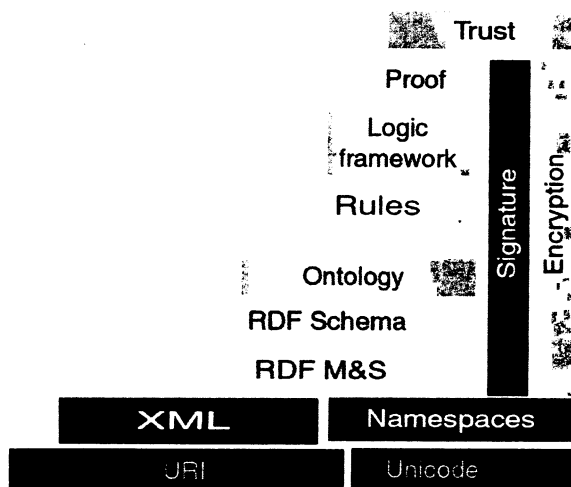 Trust
Proof
Logic
framework
Rules
Signature
Encryption
Ontology
RDF Schema
RDF M&S
XML
Namespaces
URI
Unicode